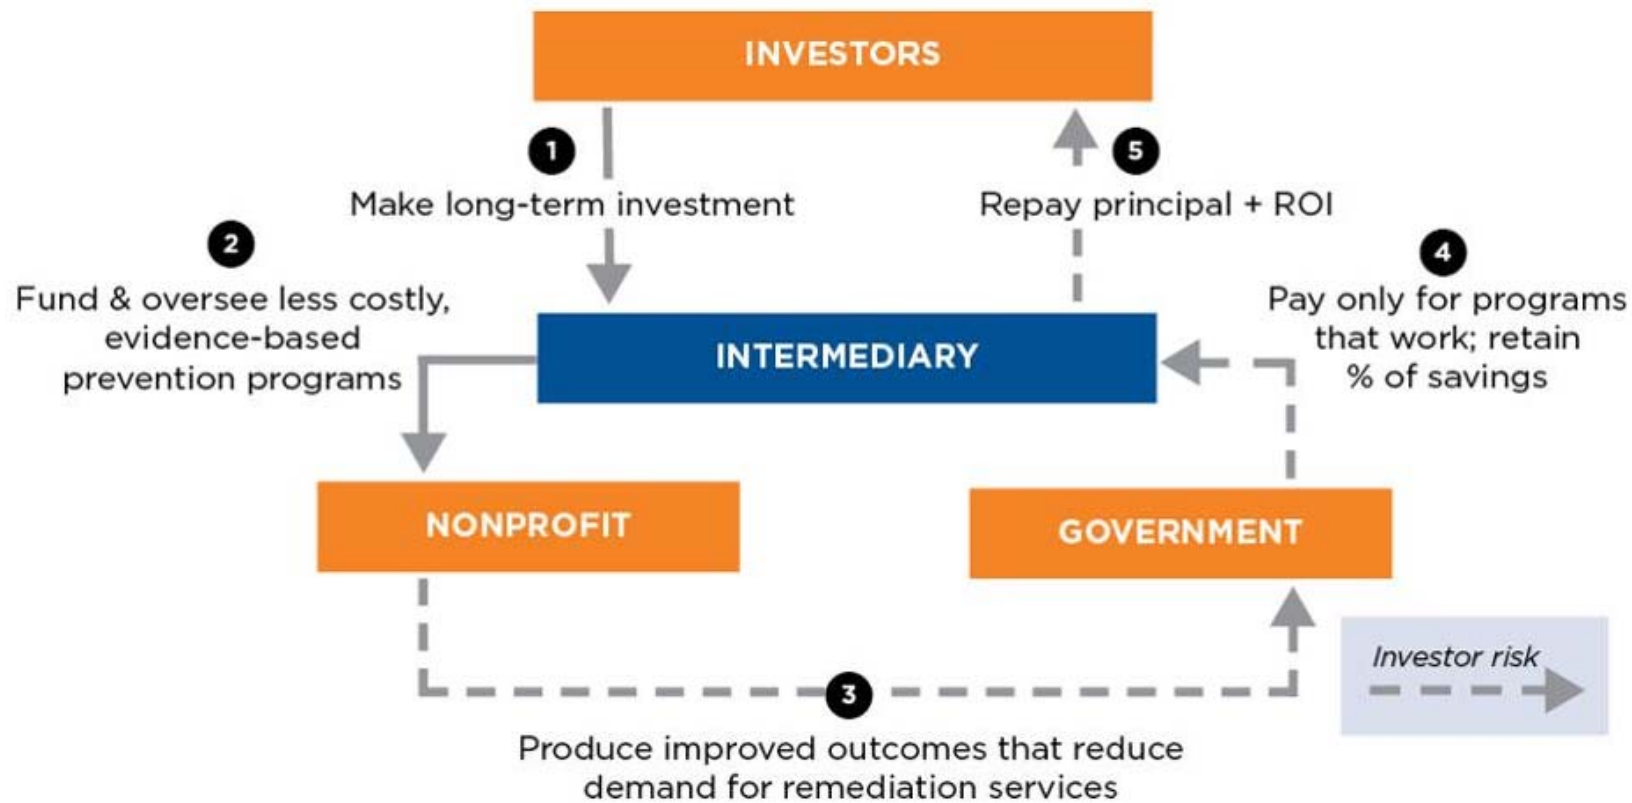 INVESTORS
1
Make long-term investment
5
Repay principal + ROI
2
Fund & oversee less costly,
evidence-based
prevention programs
4
Pay only for programs
that work; retain
% of savings
INTERMEDIARY
NONPROFIT
GOVERNMENT
3
Produce improved outcomes that reduce
demand for remediation services
Investor risk